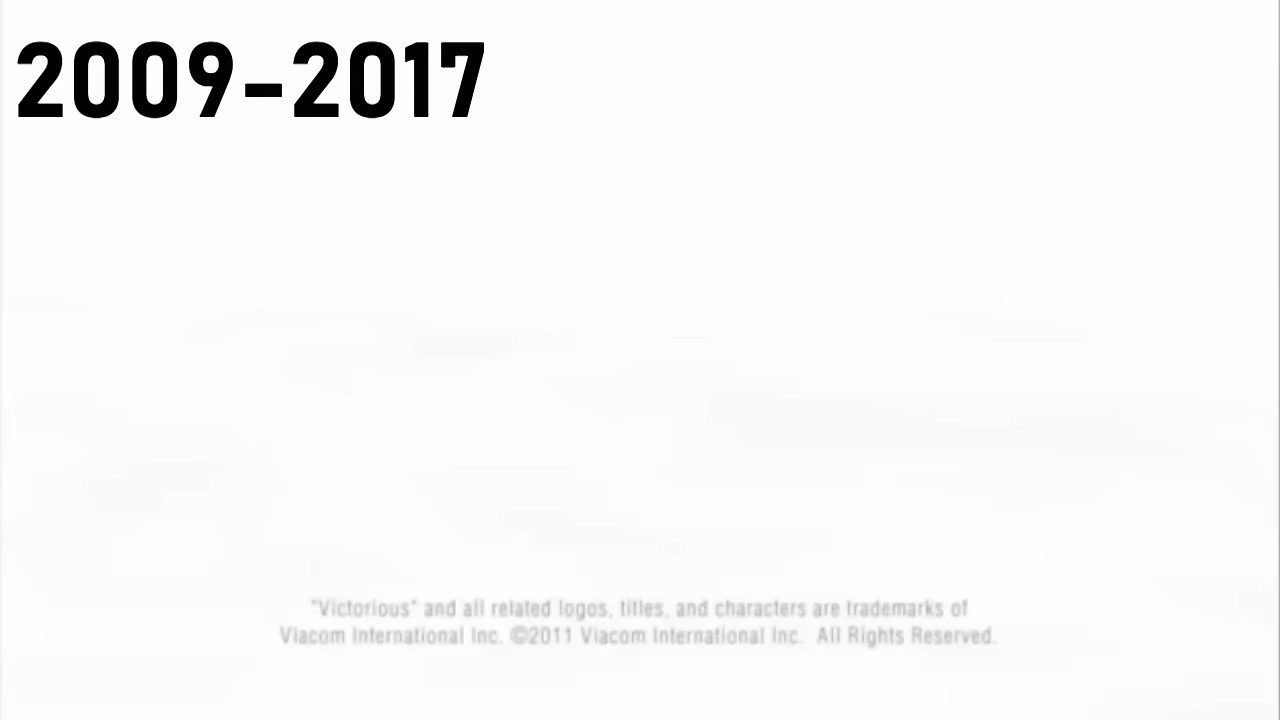 2009-2017
"Victorious" and all related logos, titles, and characters are trademarks of
Viacom International Inc. ©2011 Viacom International Inc. All Rights Reserved.